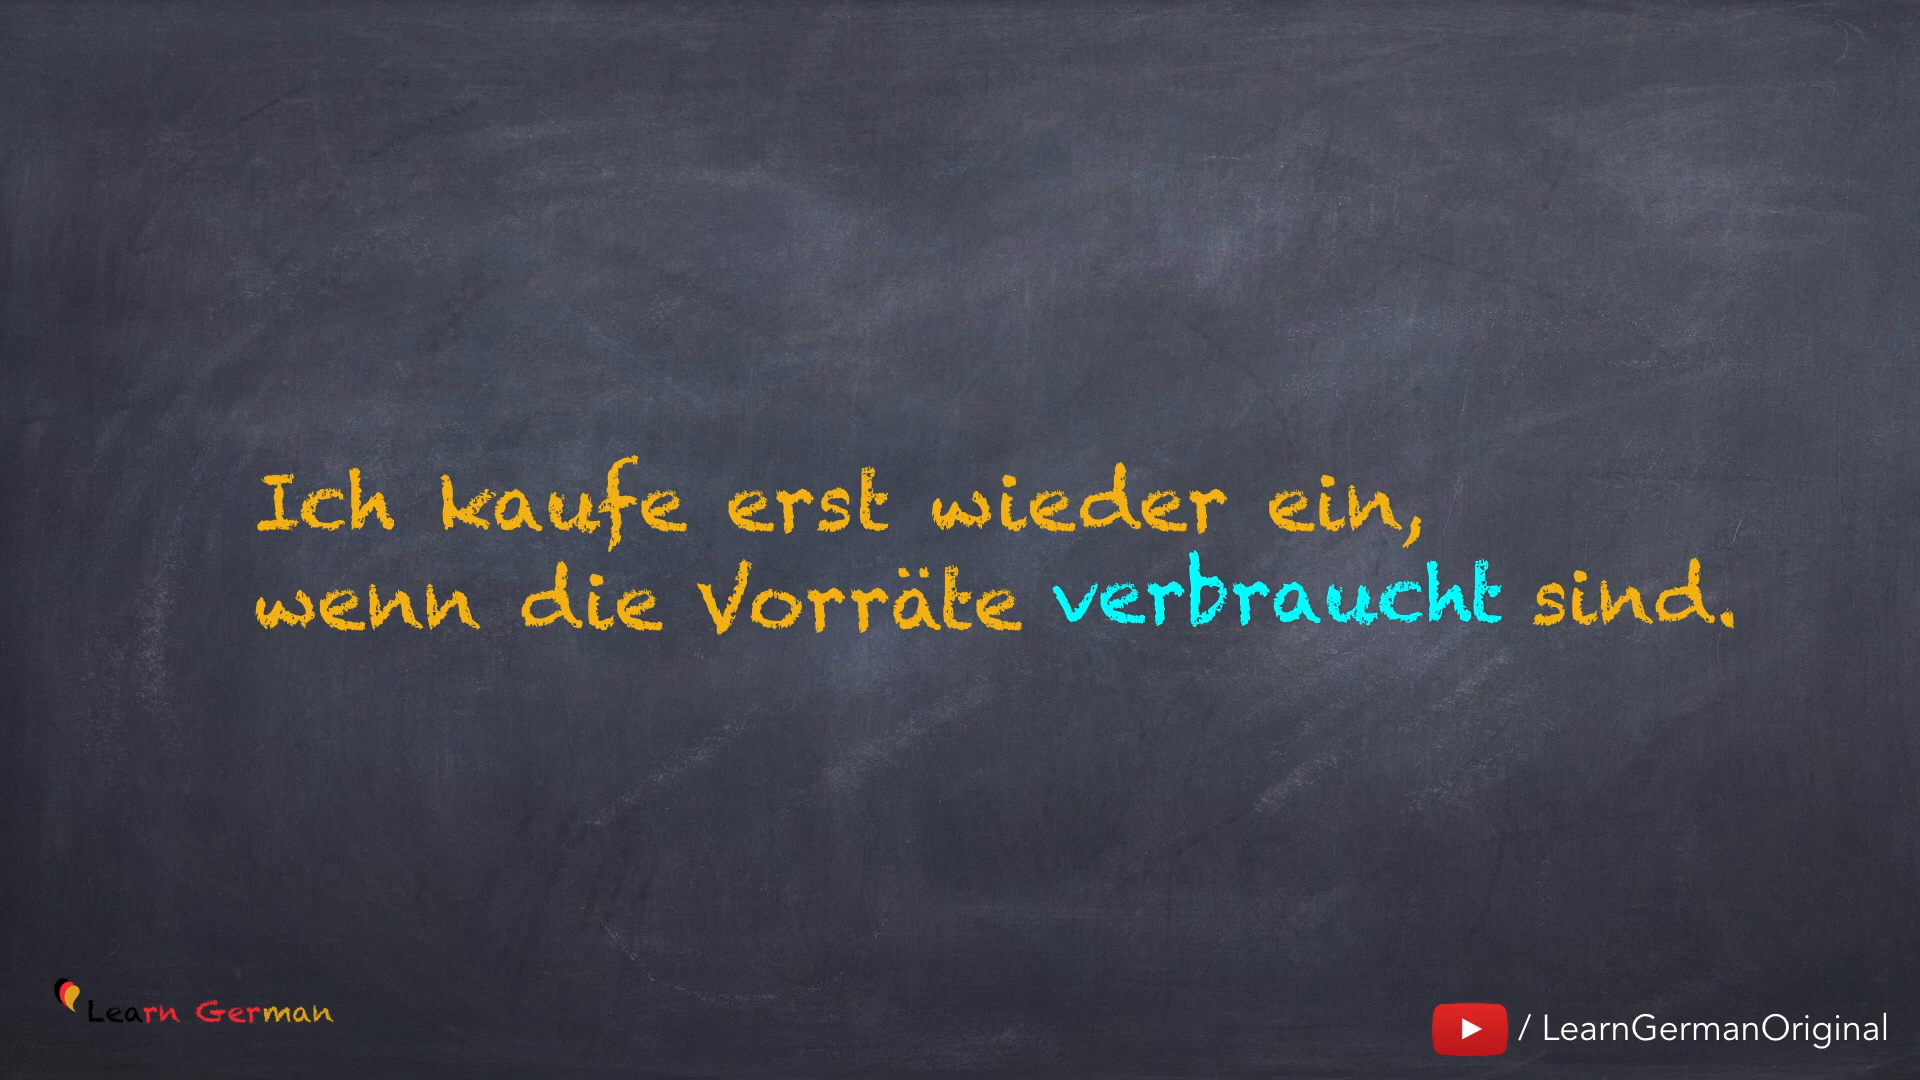 Ich kaufe erst wieder ein,
wenn die Vorräte verbraucht sind.
Learn German
/ LearnGermanOriginal